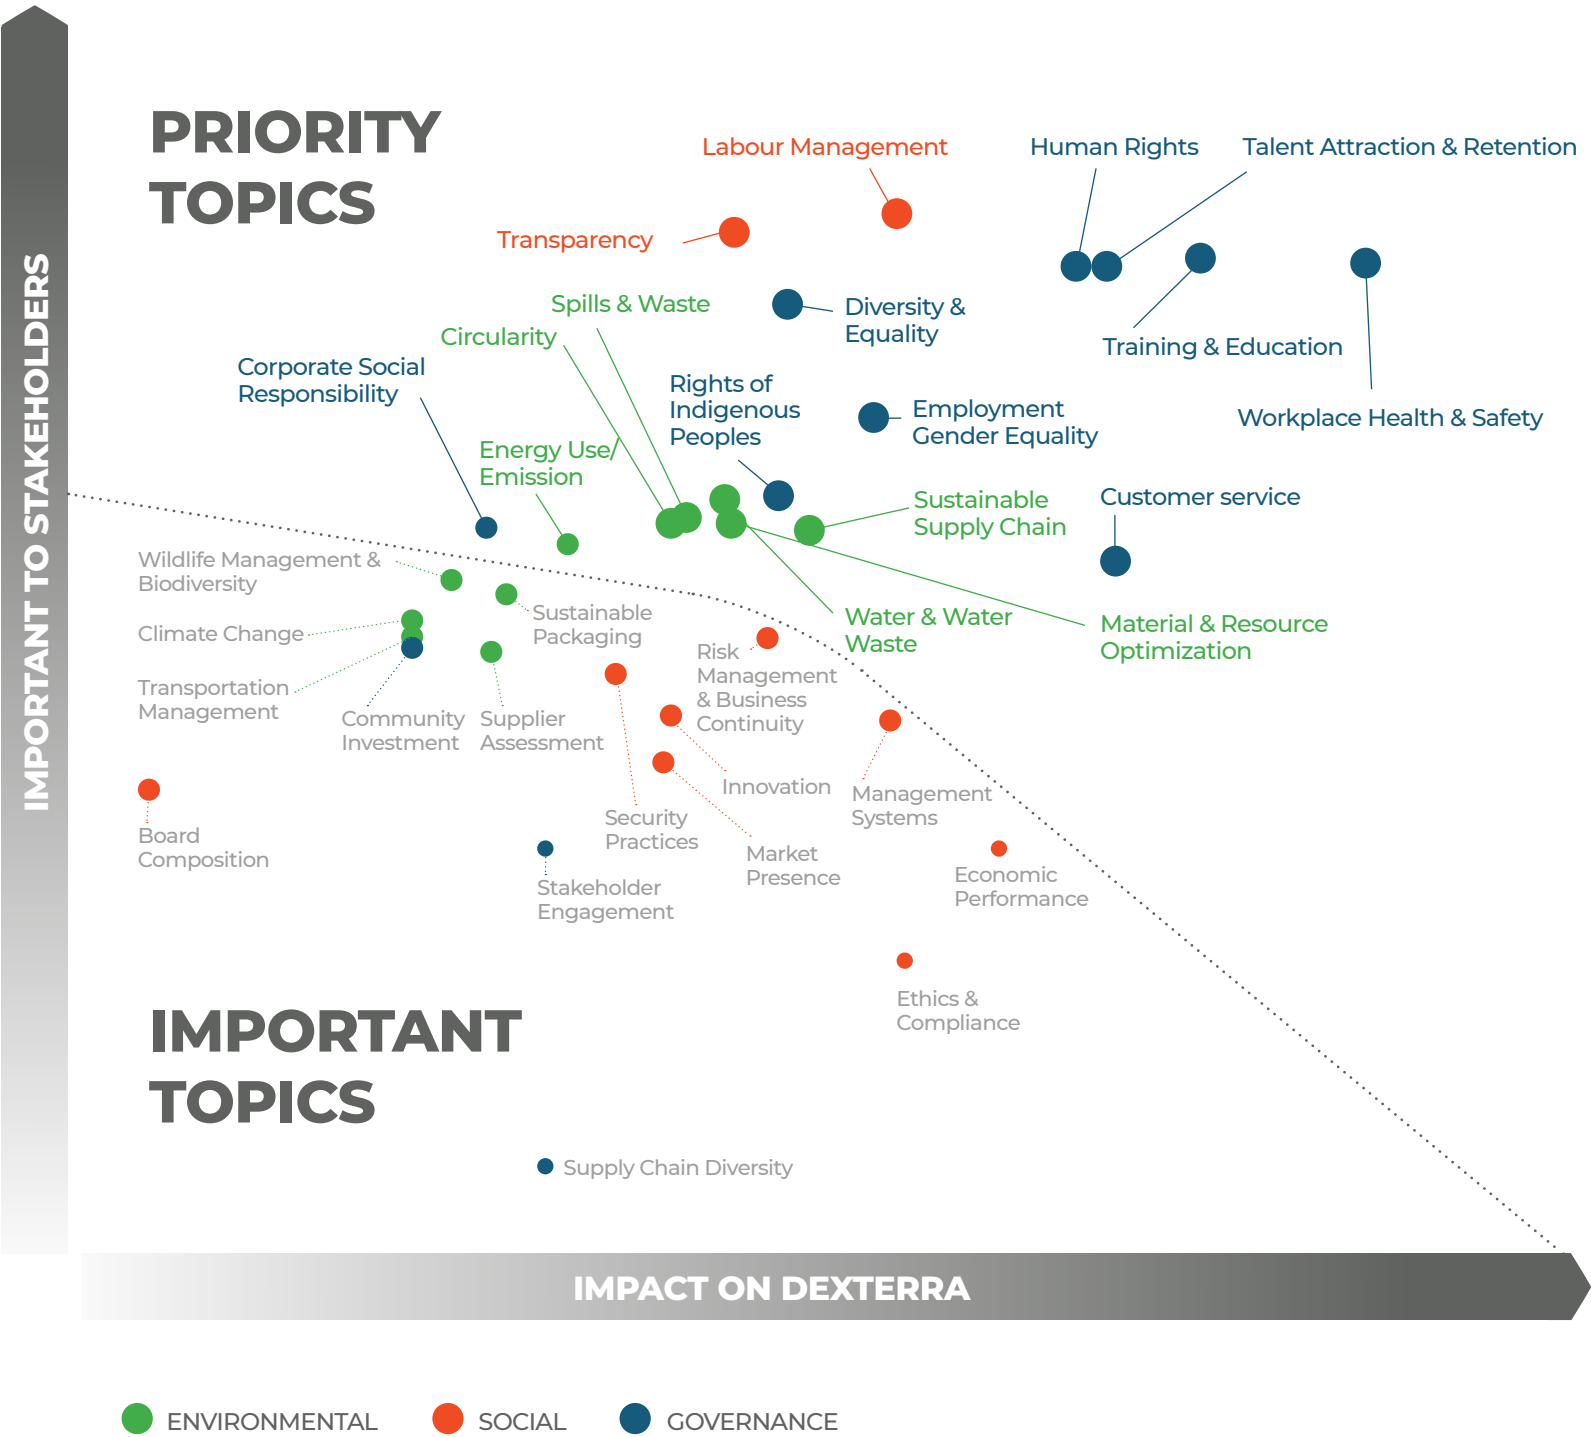 IMPORTANT TO STAKEHOLDERS
PRIORITY
TOPICS
Labour Management
Human Rights
Talent Attraction & Retention
Transparency
Spills & Waste
Diversity &
Equality
Circularity
Training & Education
Corporate Social
Responsibility
Rights of
Indigenous
Peoples
Employment
Gender Equality
Workplace Health & Safety
Energy Use/
Emission
Sustainable
Supply Chain
Customer service
Wildlife Management &
Biodiversity
Sustainable
Packaging
Water & Water
Waste
Material & Resource
Optimization
Climate Change
Risk
Management
& Business
Continuity
Transportation
Management
Community
Investment
Supplier
Assessment
Innovation
Management
Systems
Security
Practices
Board
Composition
Market
Presence
Economic
Performance
Stakeholder
Engagement
Ethics &
Compliance
IMPORTANT
TOPICS
Supply Chain Diversity
IMPACT ON DEXTERRA
ENVIRONMENTAL
SOCIAL
GOVERNANCE